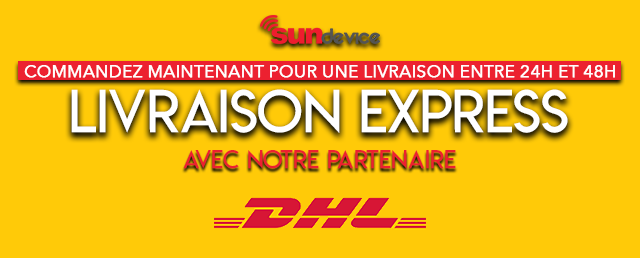 sundevice
COMMANDEZ MAINTENANT POUR UNE LIVRAISON ENTRE 24H ET 48H
LIVRAISON EXPRESS
AVEC NOTRE PARTENAIRE
DHL